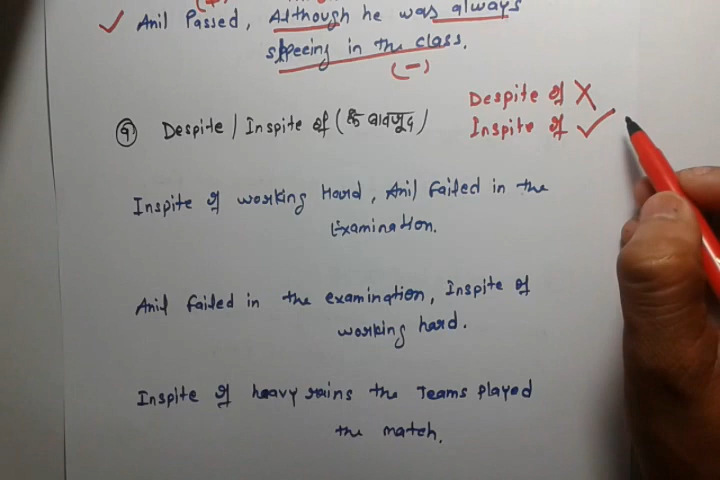 ✓ Anil Passed, Although he was always
slpeeing in the class.
(-)
Despite of X
⑨ Despite / Inspite of (के बावजूद)
Inspite of ✓
Inspite of working Hard, Anil Failed in the
Examination.
Anil Failed in the examination, Inspite of
working hard.
Inspite of heavy rains the Teams Played
the match.